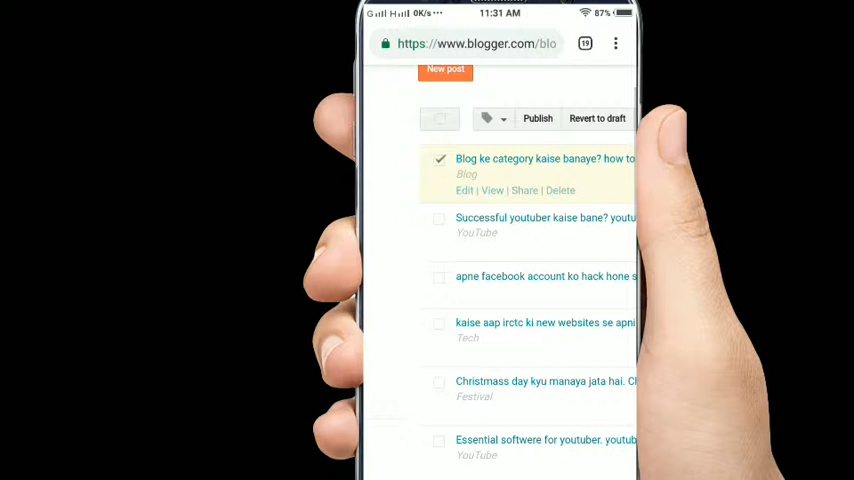 G H 0K/s ••• 11:31 AM 87%
https://www.blogger.com/blo 19
New post
Publish Revert to draft
Blog ke category kaise banaye? how to
Blog
Edit | View | Share | Delete
Successful youtuber kaise bane? youtu
YouTube
apne facebook account ko hack hone s
kaise aap irctc ki new websites se apni
Tech
Christmass day kyu manaya jata hai. C
Festival
Essential softwere for youtuber. youtub
YouTube